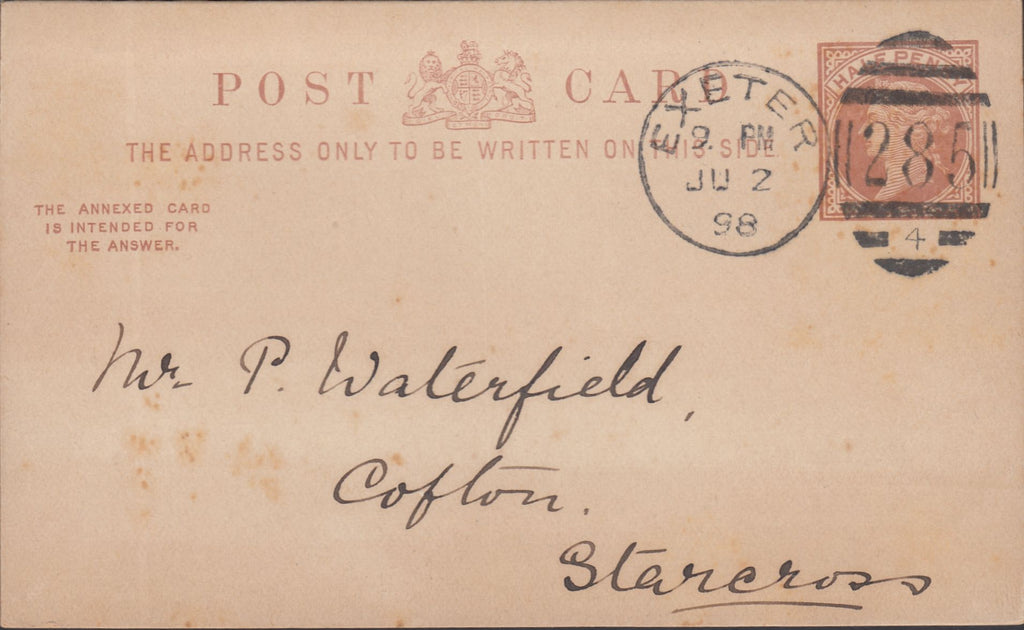 POST CARD
THE ADDRESS ONLY TO BE WRITTEN ON THIS SIDE
THE ANNEXED CARD
IS INTENDED FOR
THE ANSWER.
EXETER
9. PM
JU 2
98
HALFPENNY
285
4
Mr. P. Waterfield,
Cofton.
Starcross